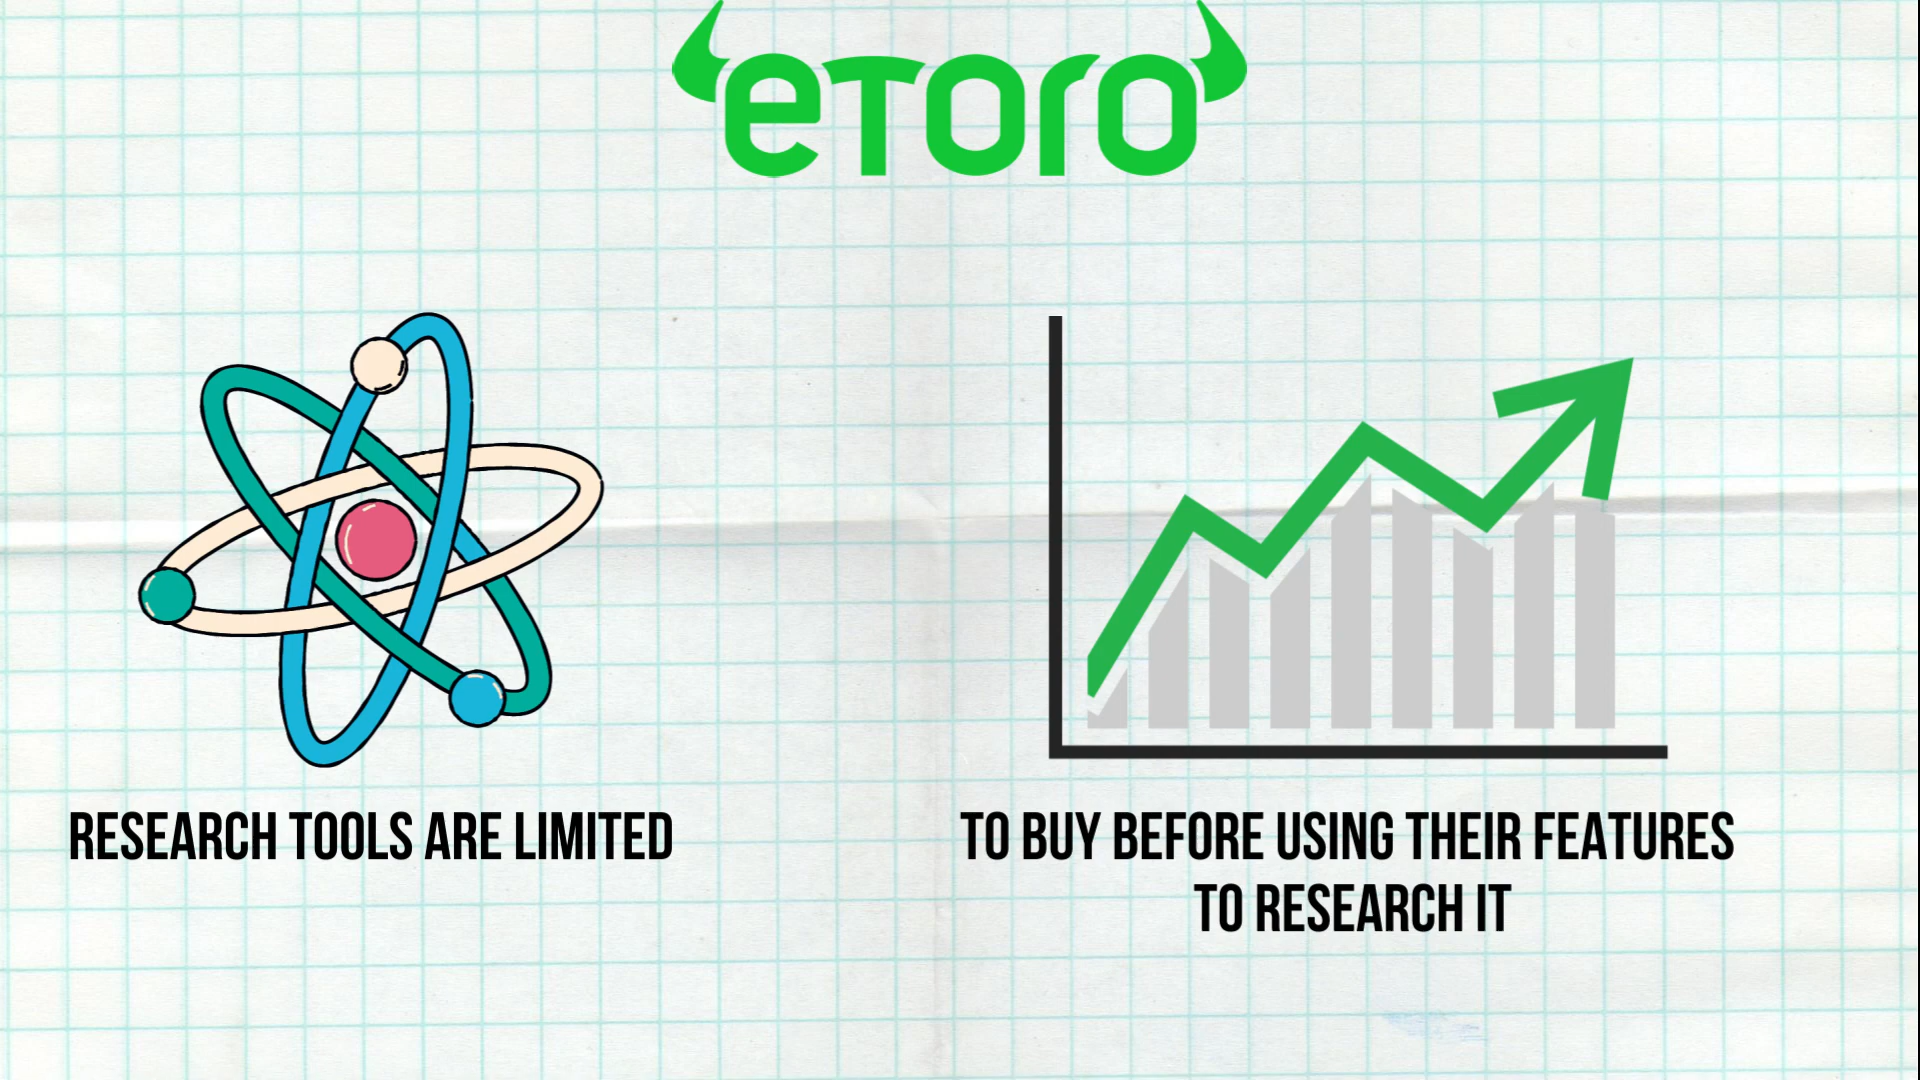 eToro
RESEARCH TOOLS ARE LIMITED
TO BUY BEFORE USING THEIR FEATURES
TO RESEARCH IT